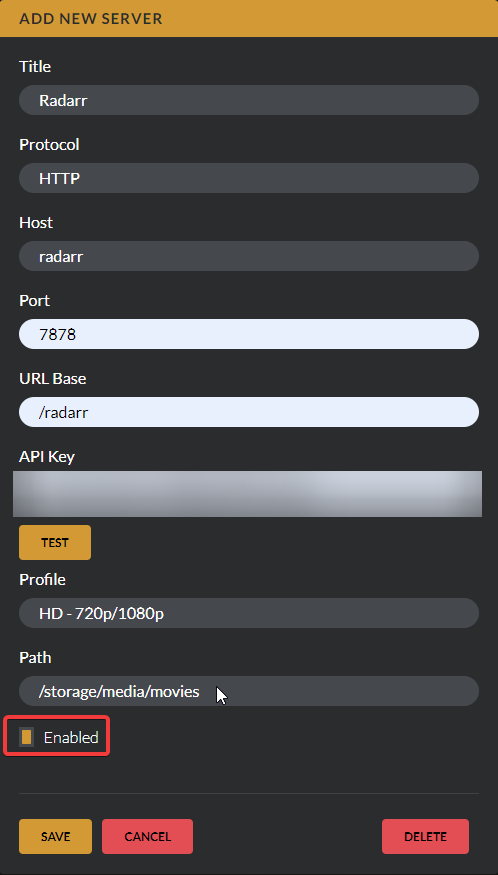 ADD NEW SERVER
Title
Radarr
Protocol
HTTP
Host
radarr
Port
7878
URL Base
/radarr
API Key
TEST
Profile
HD - 720p/1080p
Path
/storage/media/movies
Enabled
SAVE CANCEL DELETE